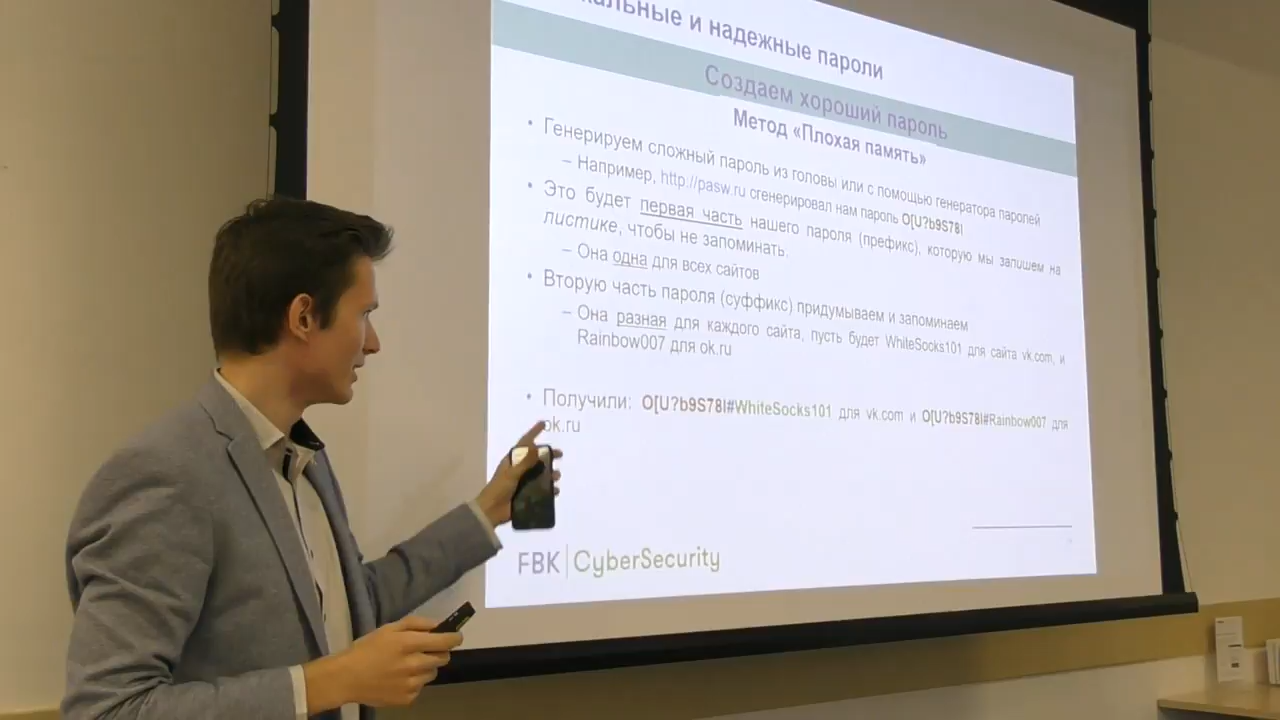 кальные и надежные пароли
Создаем хороший пароль
Метод «Плохая память»
• Генерируем сложный пароль из головы или с помощью генератора паролей
– Например, http://pasw.ru сгенерировал нам пароль O[U?b9S78l
• Это будет первая часть нашего пароля (префикс), которую мы запишем на
листике, чтобы не запоминать.
– Она одна для всех сайтов
• Вторую часть пароля (суффикс) придумываем и запоминаем
– Она разная для каждого сайта, пусть будет WhiteSocks101 для сайта vk.com, и
Rainbow007 для ok.ru
• Получили: O[U?b9S78l#WhiteSocks101 для vk.com и O[U?b9S78l#Rainbow007 для
ok.ru
FBK CyberSecurity